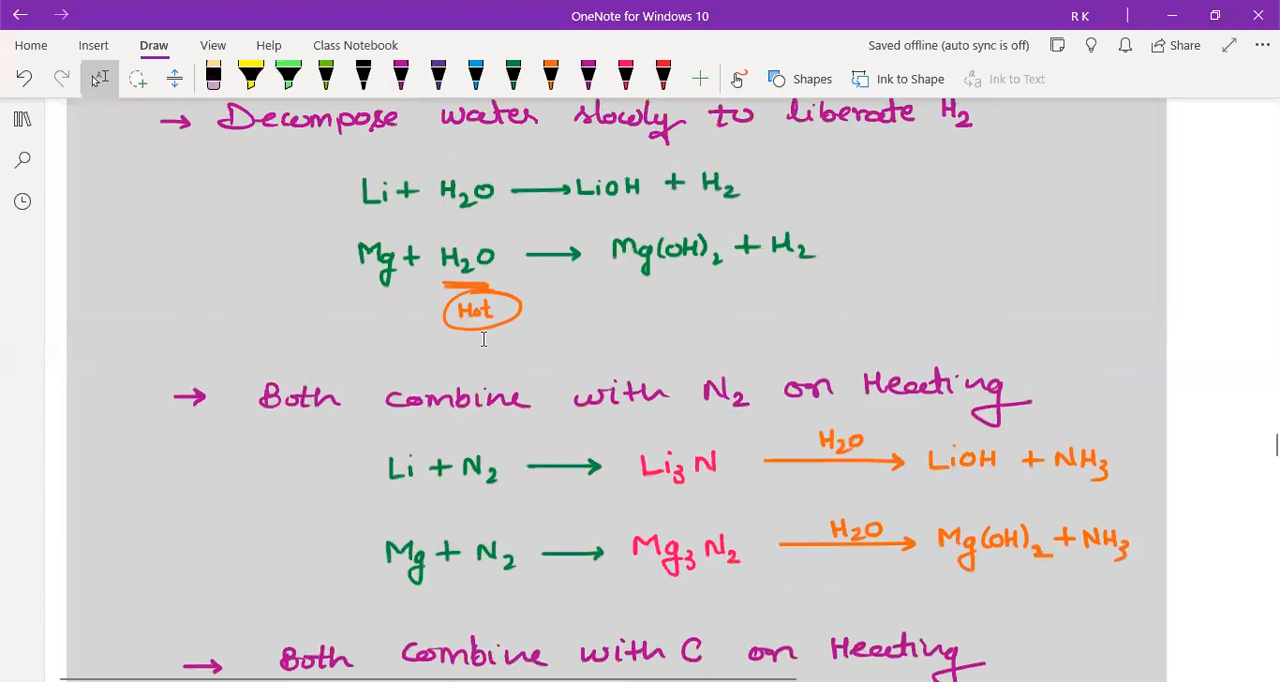 OneNote for Windows 10
R K
Home Insert Draw View Help Class Notebook
Saved offline (auto sync is off)
Share
Shapes
Ink to Shape
Ink to Text
→ Decompose water slowly to liberate H₂
Li + H₂O ⟶ LiOH + H₂
Mg + H₂O ⟶ Mg(OH)₂ + H₂
Hot
→ Both combine with N₂ on Heating
H₂O
Li + N₂ ⟶ Li₃N ⟶ LiOH + NH₃
H₂O
Mg + N₂ ⟶ Mg₃N₂ ⟶ Mg(OH)₂ + NH₃
→ Both combine with C on Heating